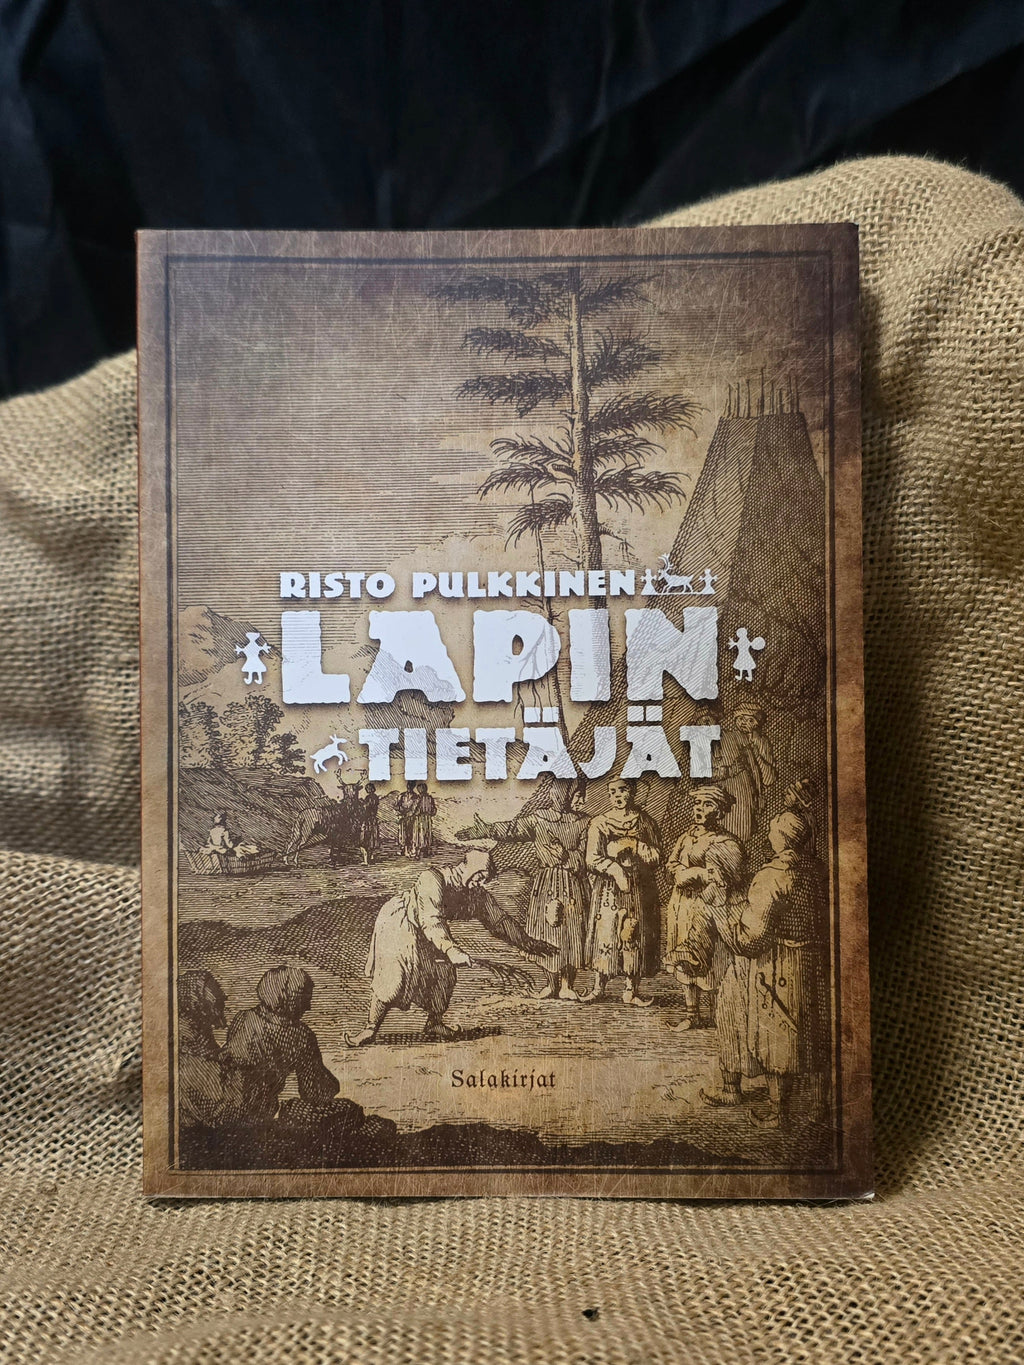 RISTO PULKKINEN
LAPIN
TIETÄJÄT
Salakirjat